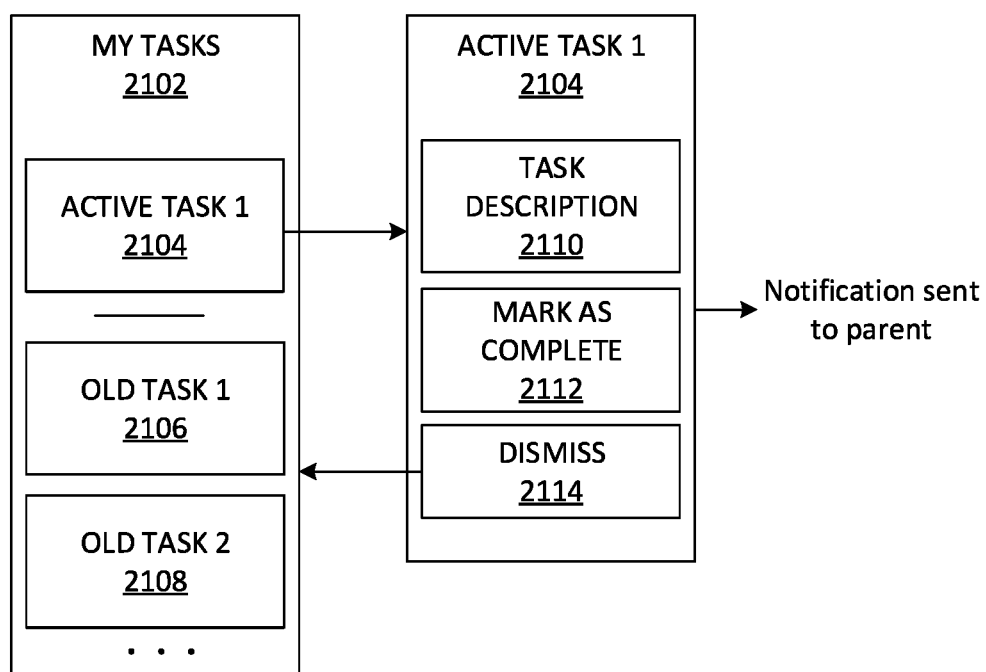 MY TASKS
2102
ACTIVE TASK 1
2104
OLD TASK 1
2106
OLD TASK 2
2108
. . .
ACTIVE TASK 1
2104
TASK
DESCRIPTION
2110
MARK AS
COMPLETE
2112
DISMISS
2114
Notification sent
to parent